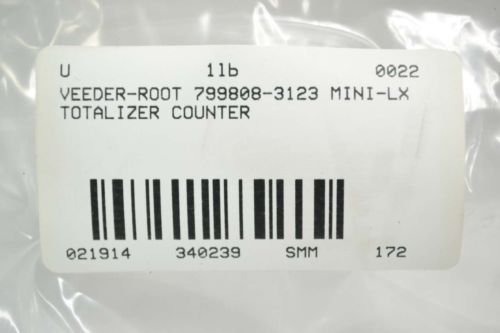 U 1lb 0022
VEEDER-ROOT 799808-3123 MINI-LX
TOTALIZER COUNTER
021914 340239 SMM 172